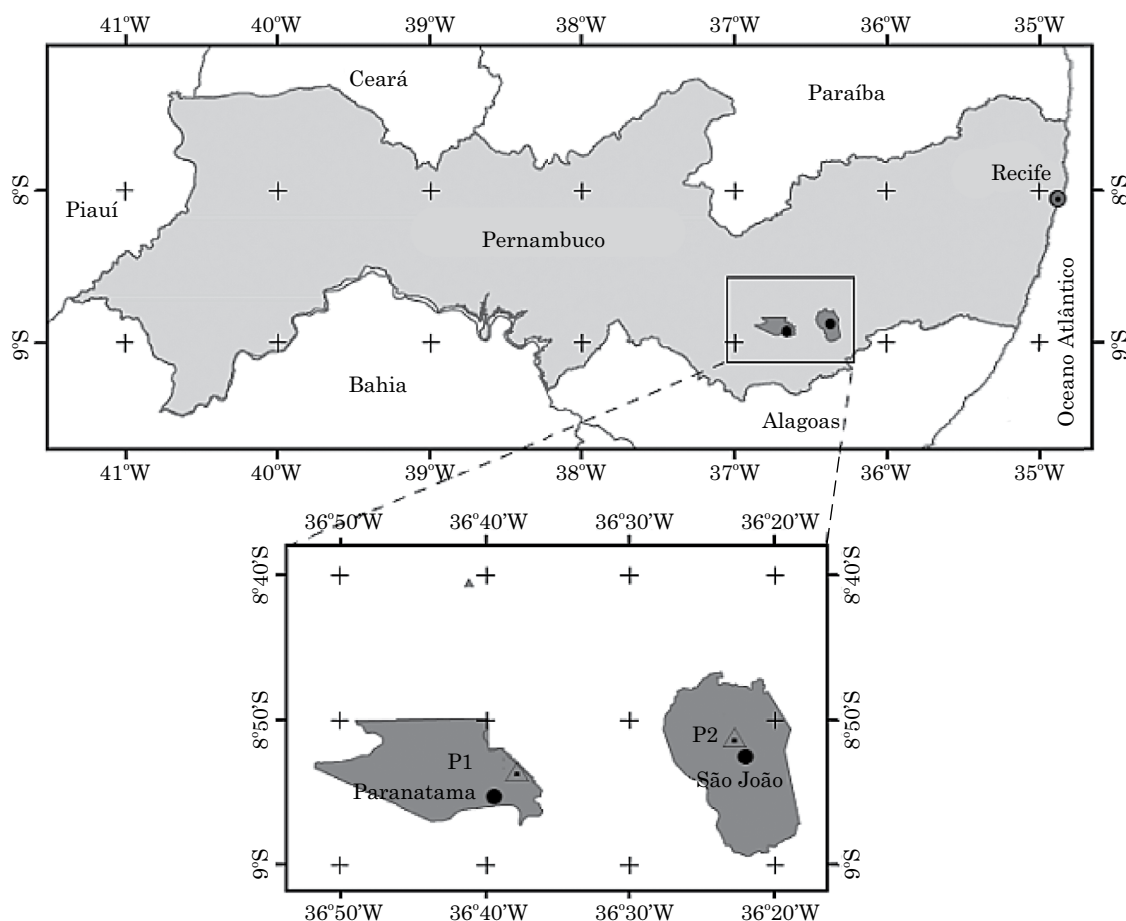 41°W 40°W 39°W 38°W 37°W 36°W 35°W
Ceará
Paraíba
Recife
8°S 8°S
Piauí
Pernambuco
9°S 9°S
Bahia
Alagoas
Oceano Atlântico
41°W 40°W 39°W 38°W 37°W 36°W 35°W
36°50'W 36°40'W 36°30'W 36°20'W
8°40'S 8°40'S
8°50'S 8°50'S
P2
P1
São João
Paranatama
9°S 9°S
36°50'W 36°40'W 36°30'W 36°20'W